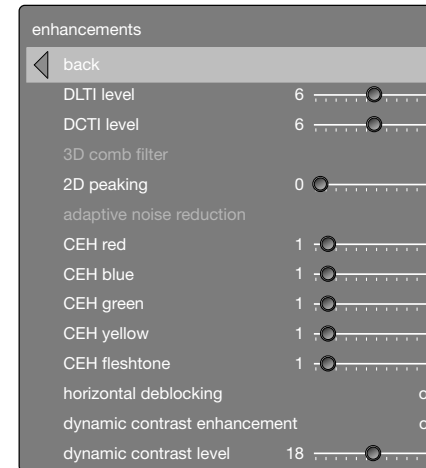 enhancements
back
DLTI level 6
DCTI level 6
3D comb filter
2D peaking 0
adaptive noise reduction
CEH red 1
CEH blue 1
CEH green 1
CEH yellow 1
CEH fleshtone 1
horizontal deblocking
dynamic contrast enhancement
dynamic contrast level 18